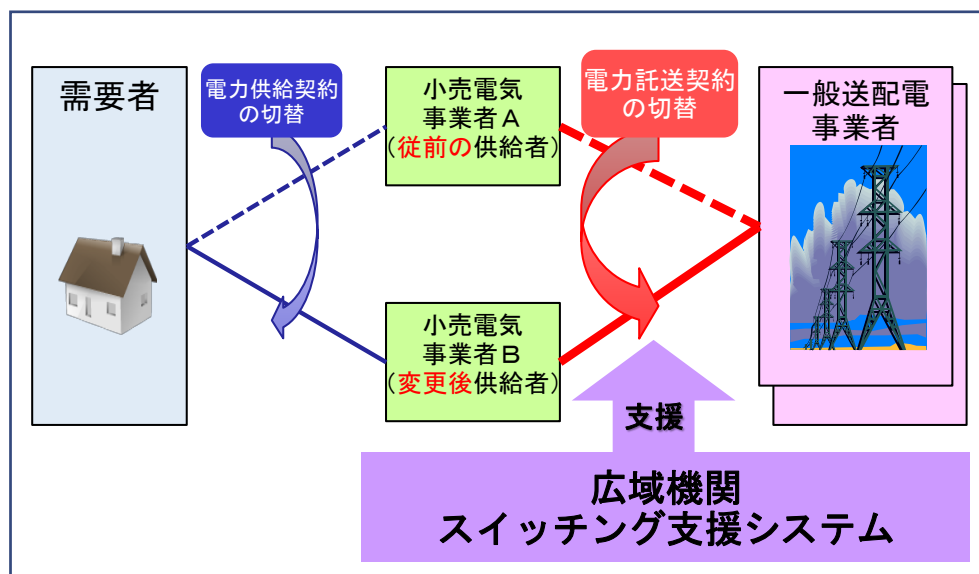 需要者
電力供給契約
の切替
小売電気
事業者A
(従前の供給者)
電力託送契約
の切替
一般送配電
事業者
小売電気
事業者B
(変更後供給者)
支援
広域機関
スイッチング支援システム